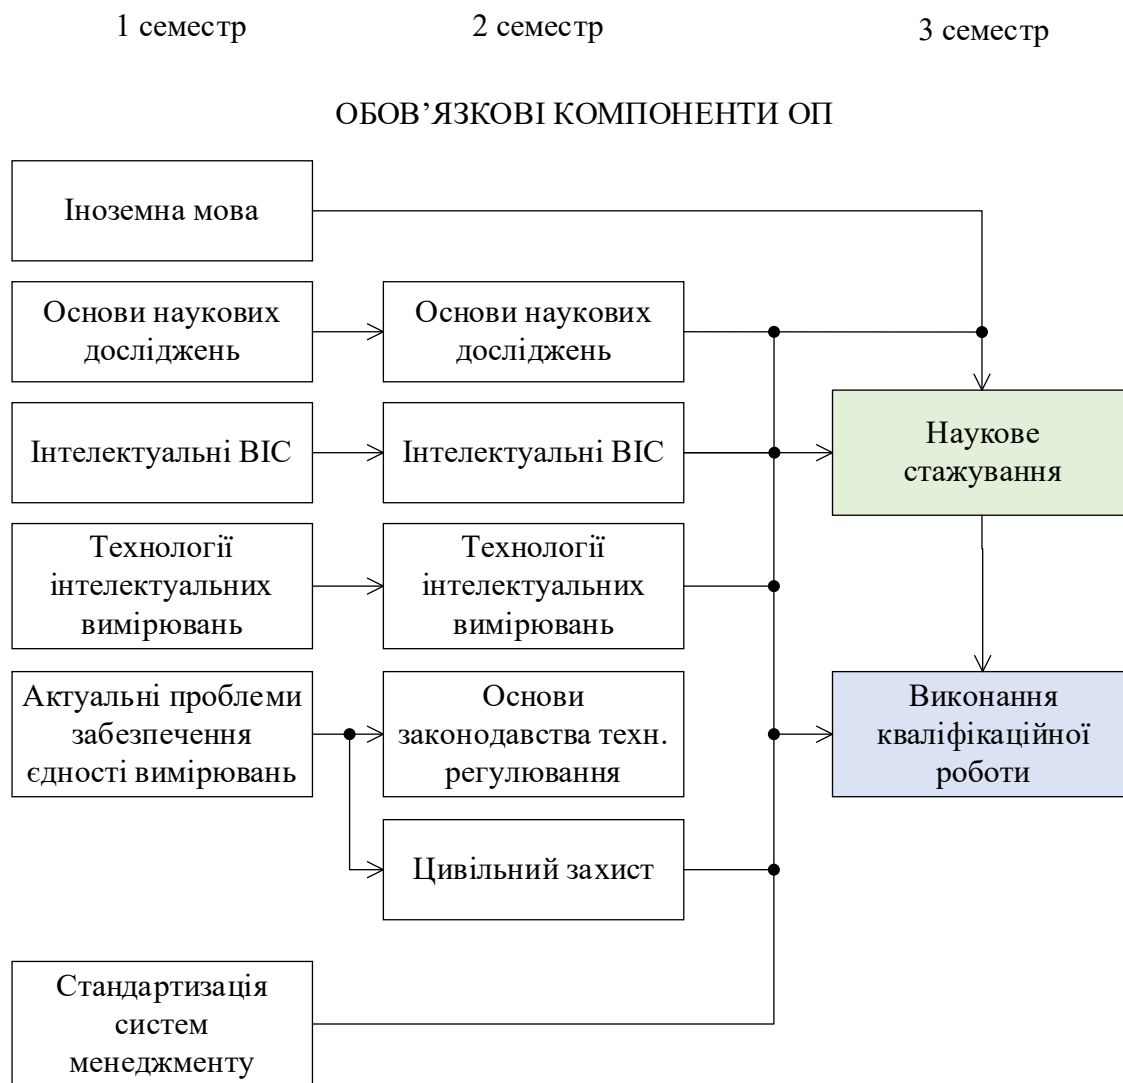 1 семестр
2 семестр
3 семестр
ОБОВ’ЯЗКОВІ КОМПОНЕНТИ ОП
Іноземна мова
Основи наукових
досліджень
Основи наукових
досліджень
Інтелектуальні ВІС
Інтелектуальні ВІС
Наукове
стажування
Технології
інтелектуальних
вимірювань
Технології
інтелектуальних
вимірювань
Актуальні проблеми
забезпечення
єдності вимірювань
Основи
законодавства техн.
регулювання
Виконання
кваліфікаційної
роботи
Цивільний захист
Стандартизація
систем
менеджменту